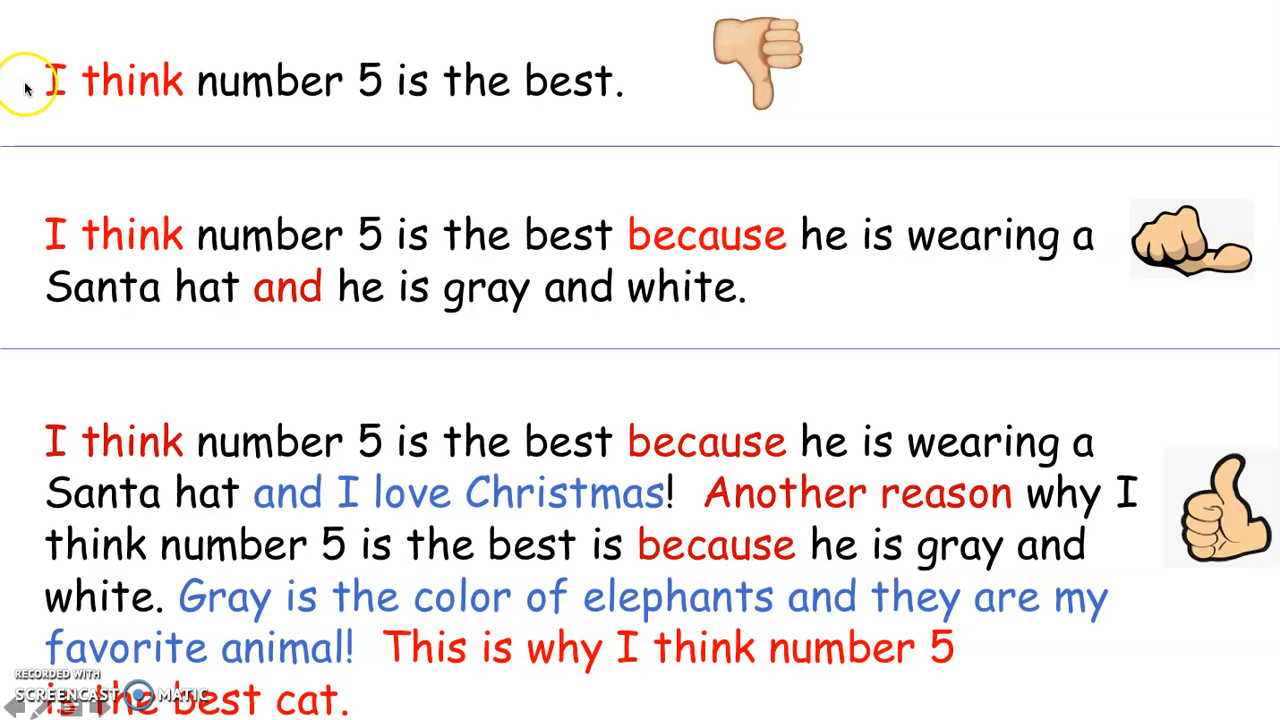 I think number 5 is the best.
I think number 5 is the best because he is wearing a
Santa hat and he is gray and white.
I think number 5 is the best because he is wearing a
Santa hat and I love Christmas! Another reason why I
think number 5 is the best is because he is gray and
white. Gray is the color of elephants and they are my
favorite animal! This is why I think number 5
RECORDED WITH
SCREENCAST MATIC
is the best cat.